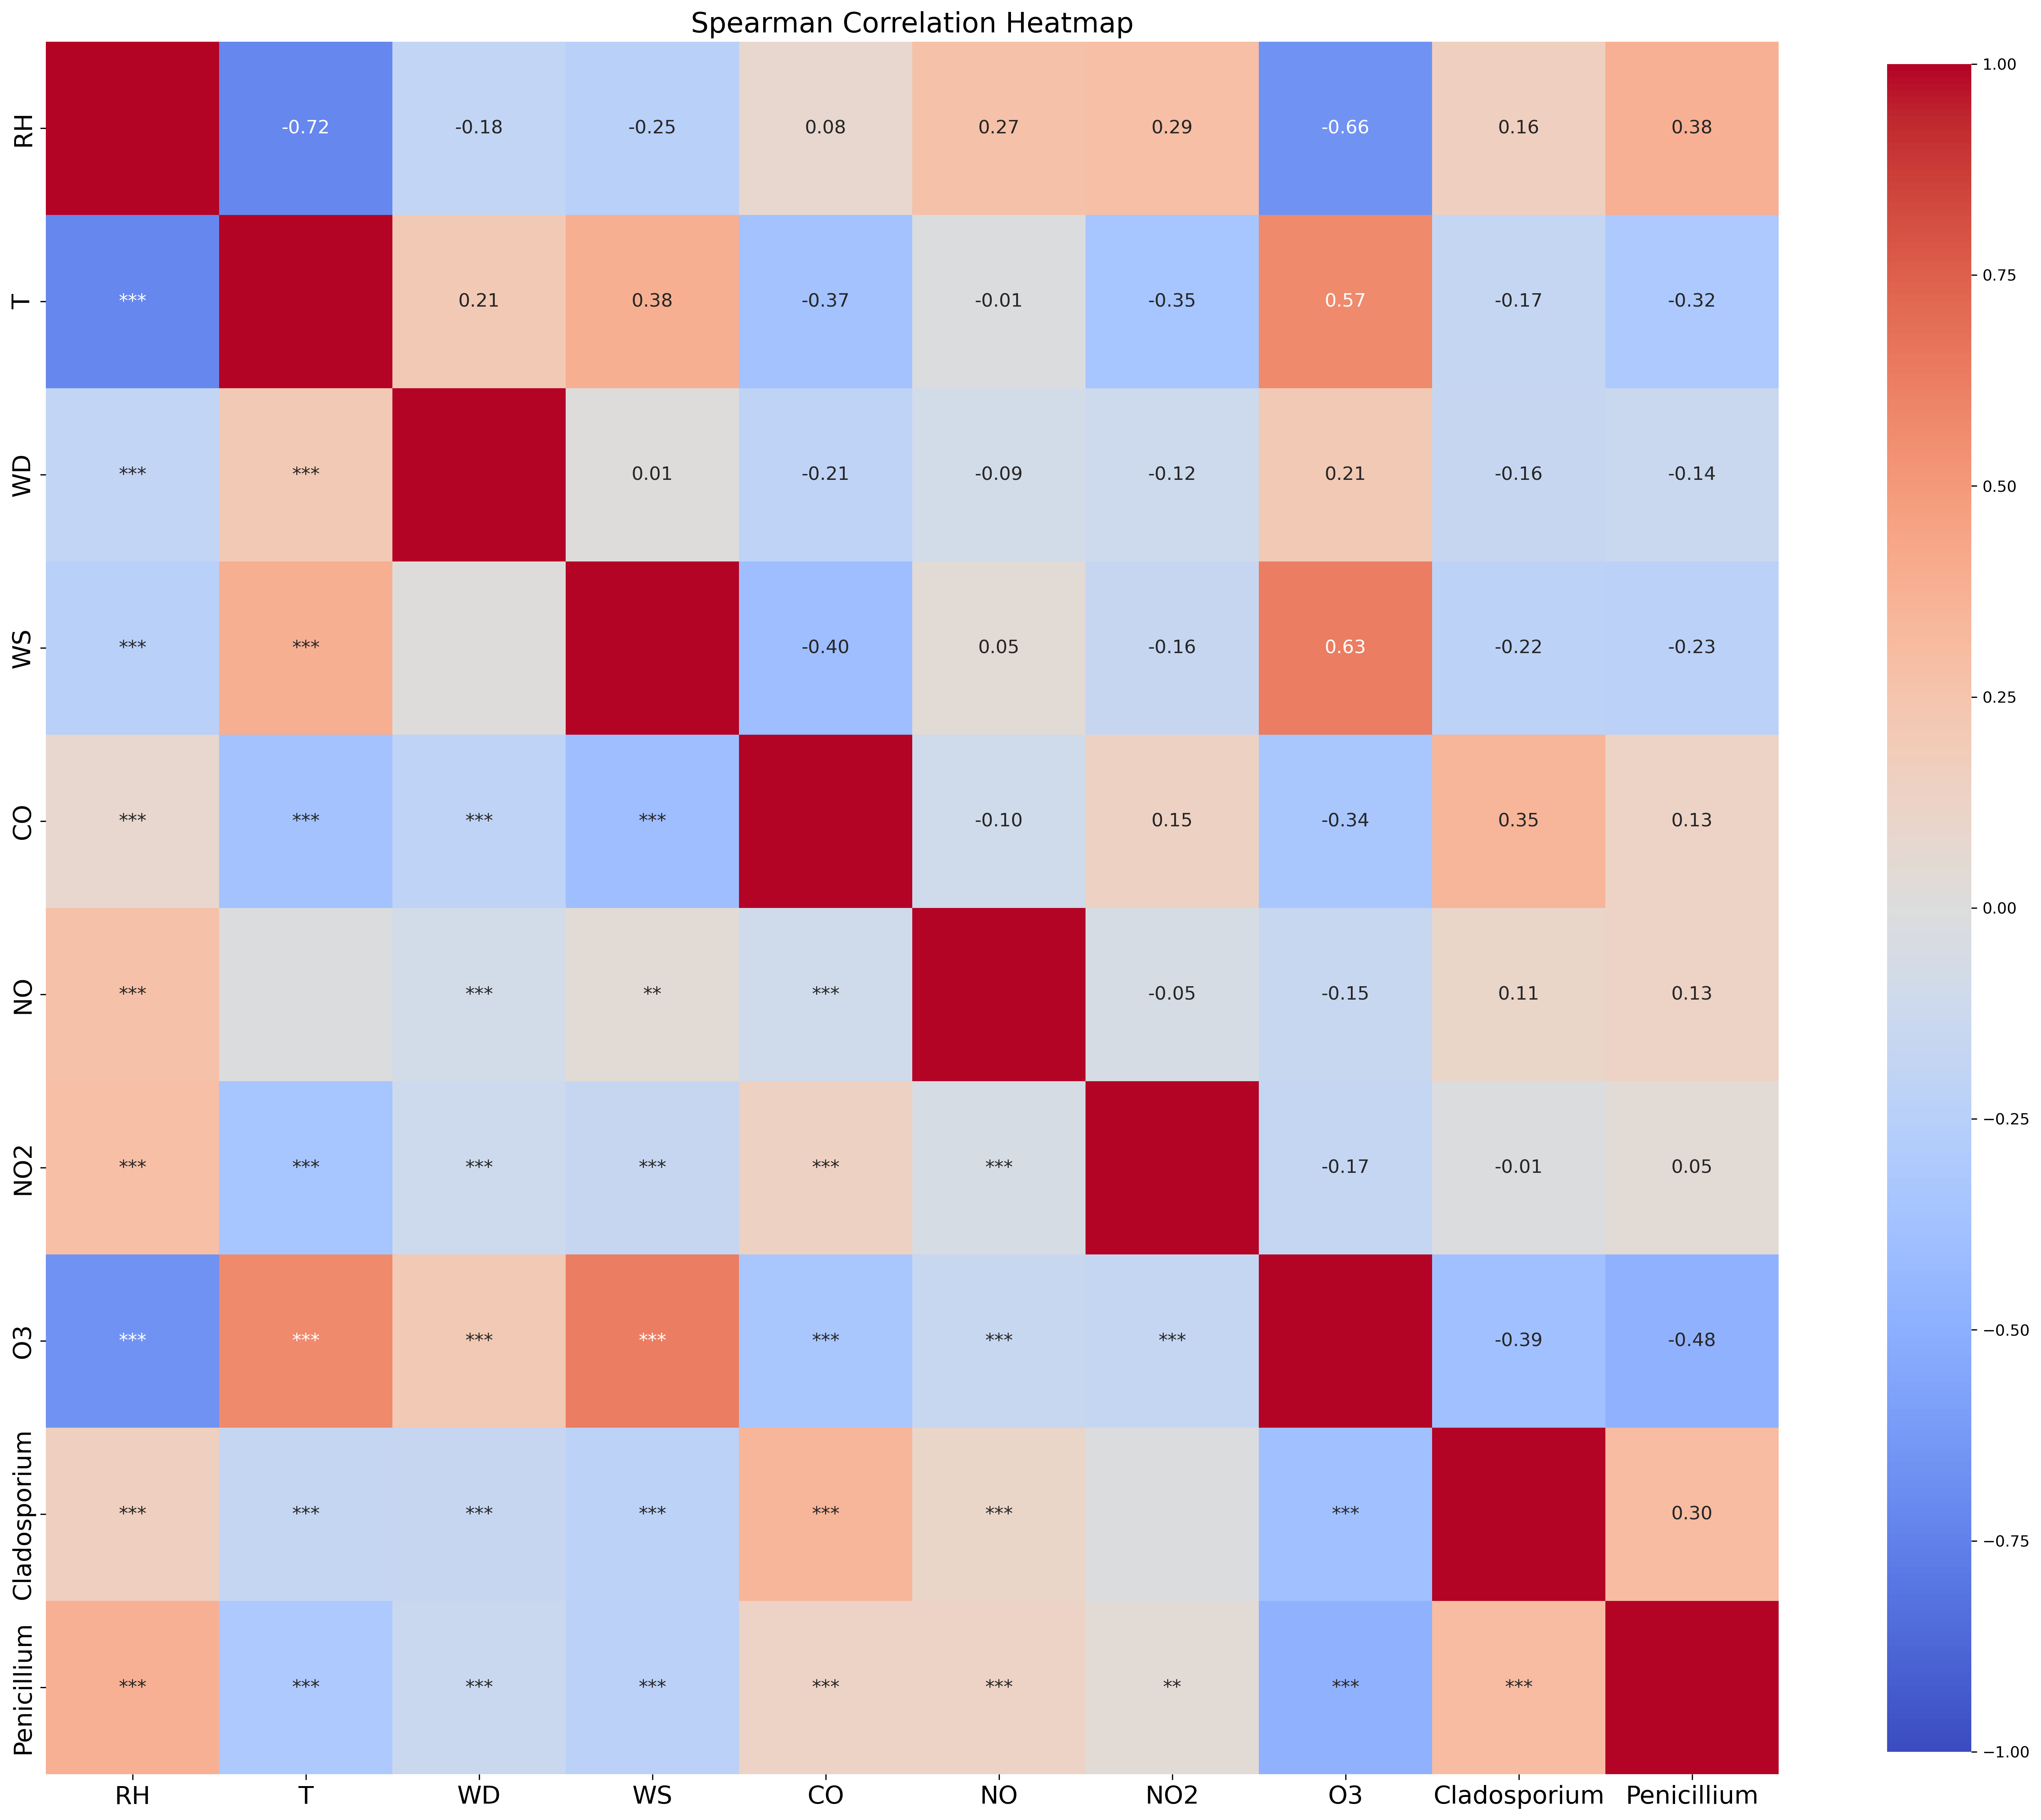 Spearman Correlation Heatmap
RH -0.72 -0.18 -0.25 0.08 0.27 0.29 -0.66 0.16 0.38
T *** 0.21 0.38 -0.37 -0.01 -0.35 0.57 -0.17 -0.32
WD *** *** 0.01 -0.21 -0.09 -0.12 0.21 -0.16 -0.14
WS *** *** -0.40 0.05 -0.16 0.63 -0.22 -0.23
CO *** *** *** *** -0.10 0.15 -0.34 0.35 0.13
NO *** *** ** *** -0.05 -0.15 0.11 0.13
NO2 *** *** *** *** *** *** -0.17 -0.01 0.05
O3 *** *** *** *** *** *** *** -0.39 -0.48
Cladosporium *** *** *** *** *** *** *** 0.30
Penicillium *** *** *** *** *** *** ** *** ***
RH T WD WS CO NO NO2 O3 Cladosporium Penicillium
1.00
0.75
0.50
0.25
0.00
−0.25
−0.50
−0.75
−1.00